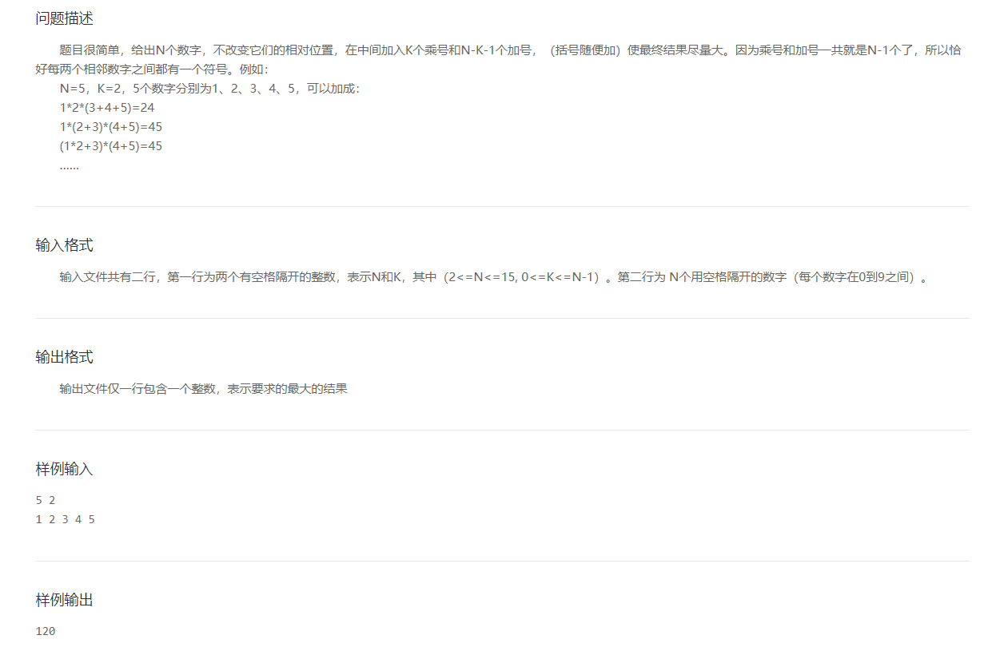 问题描述
题目很简单，给出N个数字，不改变它们的相对位置，在中间加入K个乘号和N-K-1个加号，（括号随便加）使最终结果尽量大。因为乘号和加号一共就是N-1个了，所以恰
好每两个相邻数字之间都有一个符号。例如：
N=5，K=2，5个数字分别为1、2、3、4、5，可以加成：
1*2*(3+4+5)=24
1*(2+3)*(4+5)=45
(1*2+3)*(4+5)=45
……
输入格式
输入文件共有二行，第一行为两个有空格隔开的整数，表示N和K，其中（2<=N<=15, 0<=K<=N-1）。第二行为 N个用空格隔开的数字（每个数字在0到9之间）。
输出格式
输出文件仅一行包含一个整数，表示要求的最大的结果
样例输入
5 2
1 2 3 4 5
样例输出
120